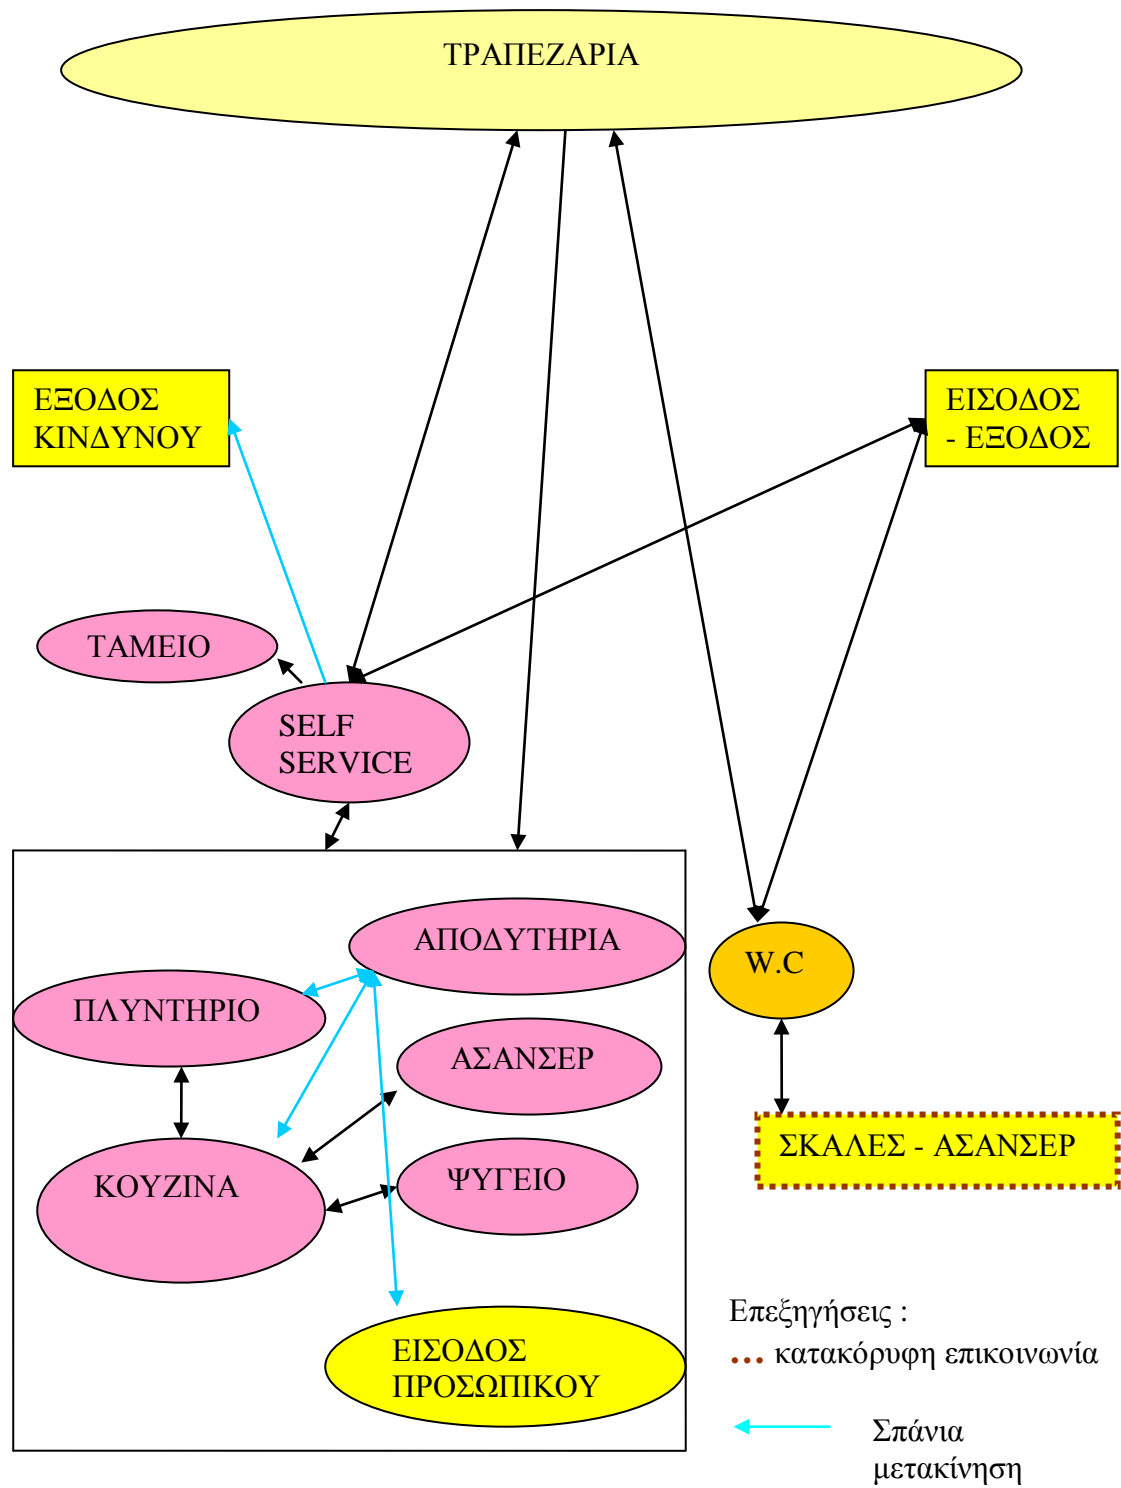 ΤΡΑΠΕΖΑΡΙΑ
ΕΞΟΔΟΣ
ΚΙΝΔΥΝΟΥ
ΕΙΣΟΔΟΣ
- ΕΞΟΔΟΣ
ΤΑΜΕΙΟ
SELF
SERVICE
ΑΠΟΔΥΤΗΡΙΑ
W.C
ΠΛΥΝΤΗΡΙΟ
ΑΣΑΝΣΕΡ
ΣΚΑΛΕΣ - ΑΣΑΝΣΕΡ
ΚΟΥΖΙΝΑ
ΨΥΓΕΙΟ
ΕΙΣΟΔΟΣ
ΠΡΟΣΩΠΙΚΟΥ
Επεξηγήσεις :
... κατακόρυφη επικοινωνία
Σπάνια
μετακίνηση